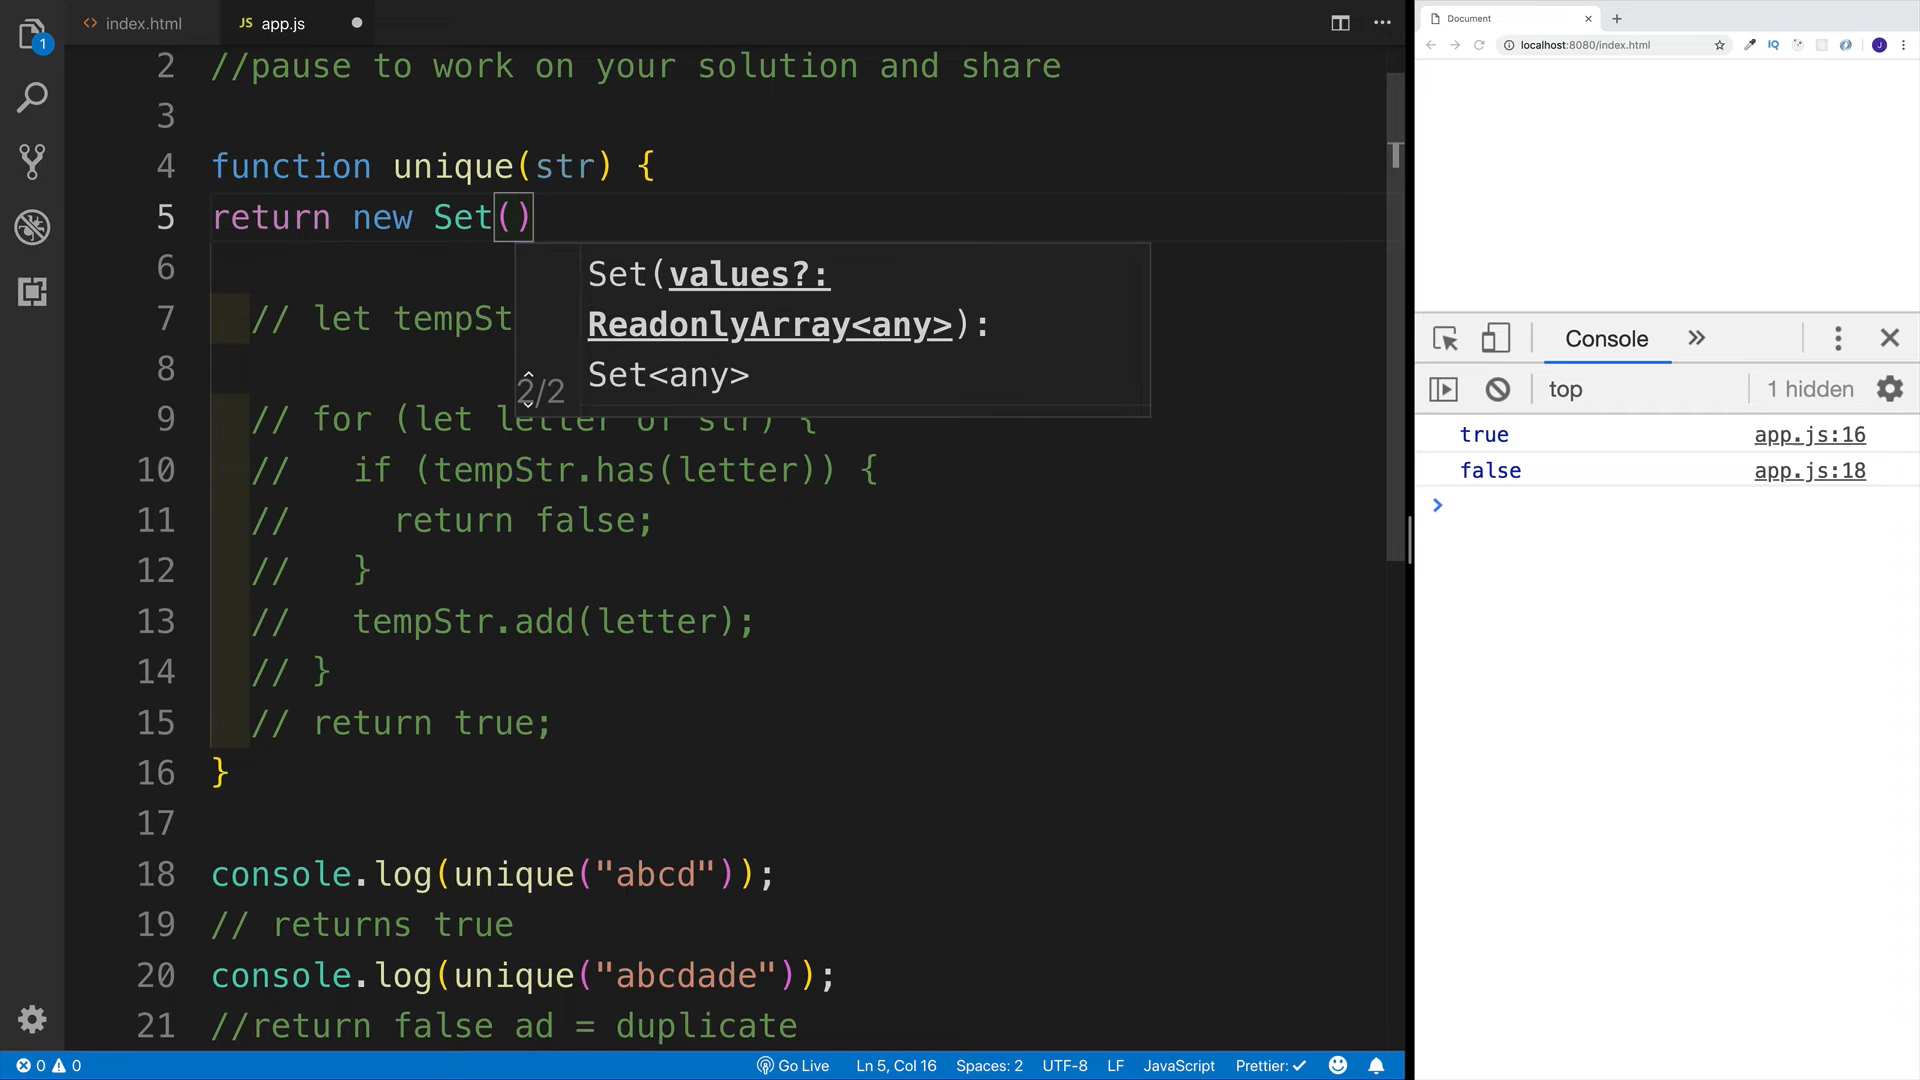 index.html
JS app.js
Document
localhost:8080/index.html
IQ
J
1
2 //pause to work on your solution and share
3
4 function unique(str) {
5 return new Set()
Set(values?:
ReadonlyArray<any>):
Set<any>
2/2
6
7 // let tempSt
8
9 // for (let letter of str) {
10 // if (tempStr.has(letter)) {
11 // return false;
12 // }
13 // tempStr.add(letter);
14 // }
15 // return true;
16 }
17
18 console.log(unique("abcd"));
19 // returns true
20 console.log(unique("abcdade"));
21 //return false ad = duplicate
Console
top
1 hidden
true app.js:16
false app.js:18
0 0
Go Live
Ln 5, Col 16
Spaces: 2
UTF-8
LF
JavaScript
Prettier: